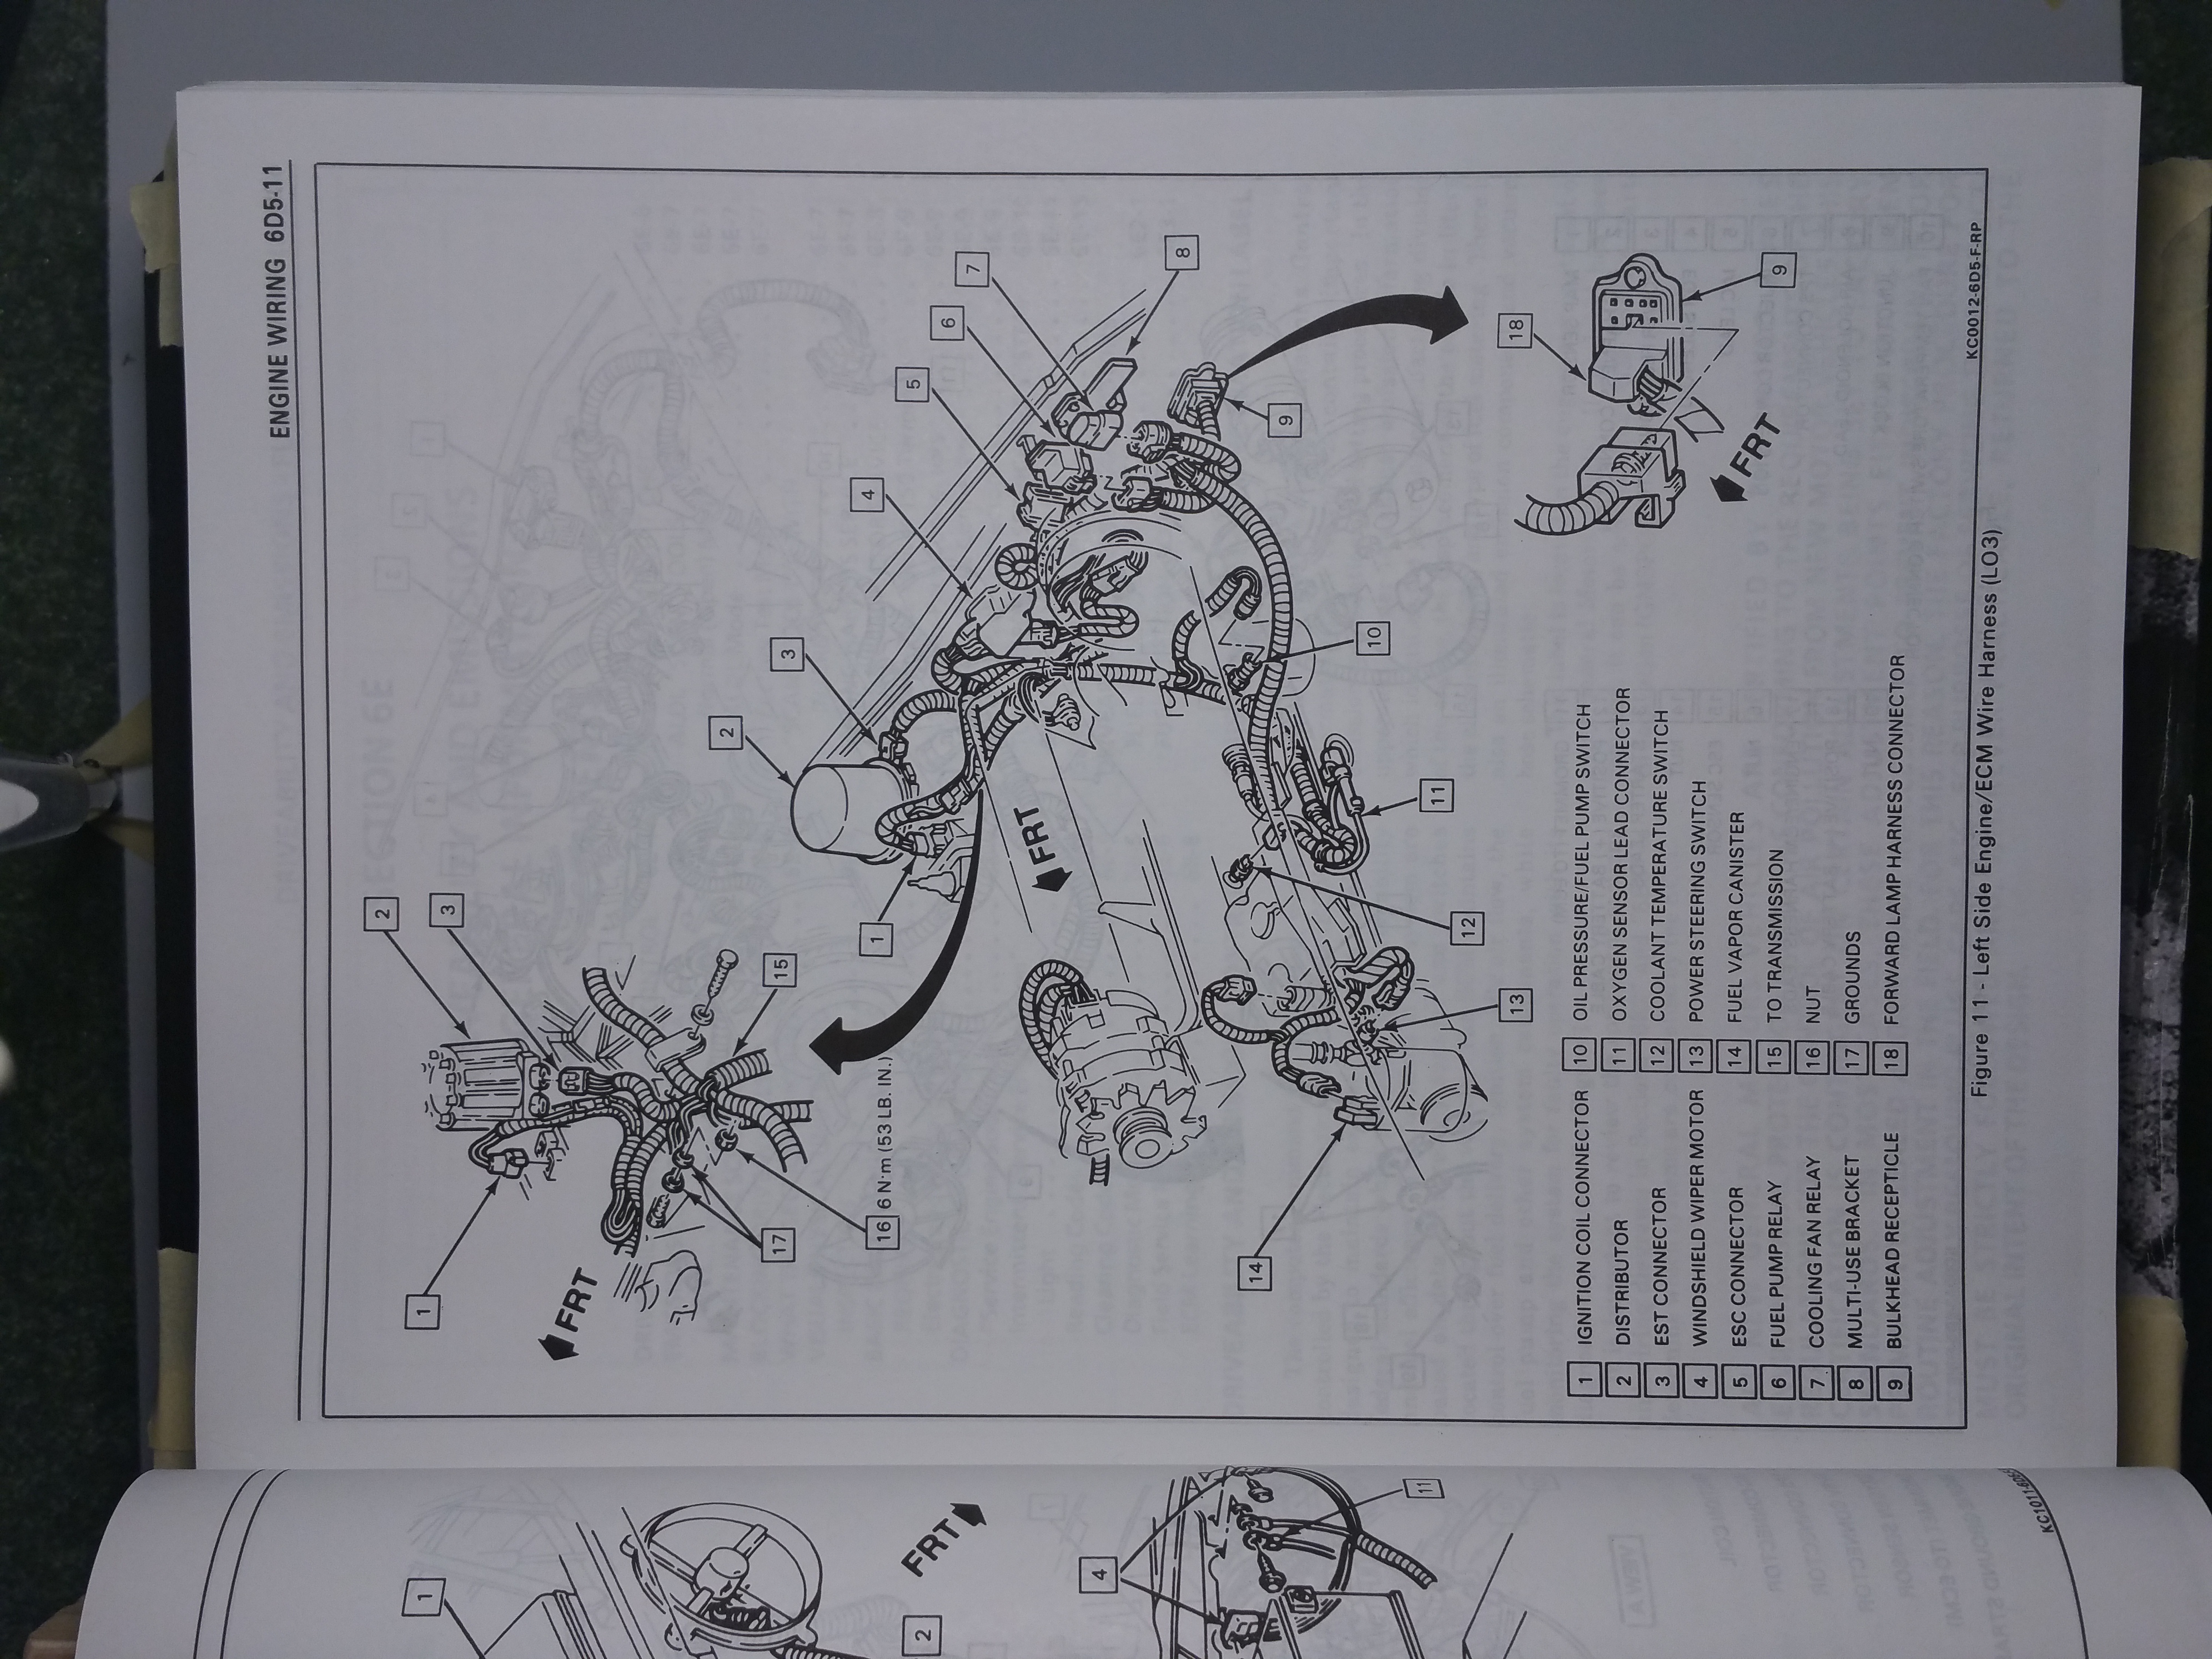 ENGINE WIRING 6D5-11
2
3
1
15
17
16
6 N·m (53 LB. IN.)
FRT
1
2
3
4
5
6
7
8
9
10
11
12
13
14
FRT
18
9
FRT
1 IGNITION COIL CONNECTOR
2 DISTRIBUTOR
3 EST CONNECTOR
4 WINDSHIELD WIPER MOTOR
5 ESC CONNECTOR
6 FUEL PUMP RELAY
7 COOLING FAN RELAY
8 MULTI-USE BRACKET
9 BULKHEAD RECEPTICLE
10 OIL PRESSURE/FUEL PUMP SWITCH
11 OXYGEN SENSOR LEAD CONNECTOR
12 COOLANT TEMPERATURE SWITCH
13 POWER STEERING SWITCH
14 FUEL VAPOR CANISTER
15 TO TRANSMISSION
16 NUT
17 GROUNDS
18 FORWARD LAMP HARNESS CONNECTOR
KC0012-6D5-F-RP
Figure 11 - Left Side Engine/ECM Wire Harness (LO3)
1
FRT
2
4
11